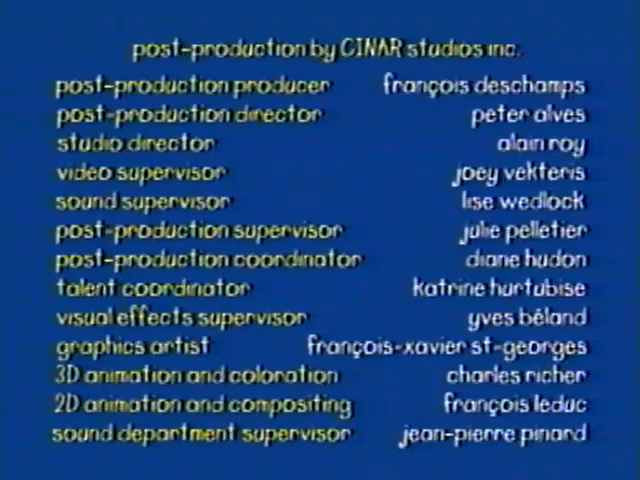 post-production by CINAR studios inc.
post-production producer françois deschamps
post-production director peter alves
studio director alain roy
video supervisor joey vekteris
sound supervisor lise wedlock
post-production supervisor julie pelletier
post-production coordinator diane hudon
talent coordinator katrine hurtubise
visual effects supervisor yves béland
graphics artist françois-xavier st-georges
3D animation and coloration charles richer
2D animation and compositing françois leduc
sound department supervisor jean-pierre pinard